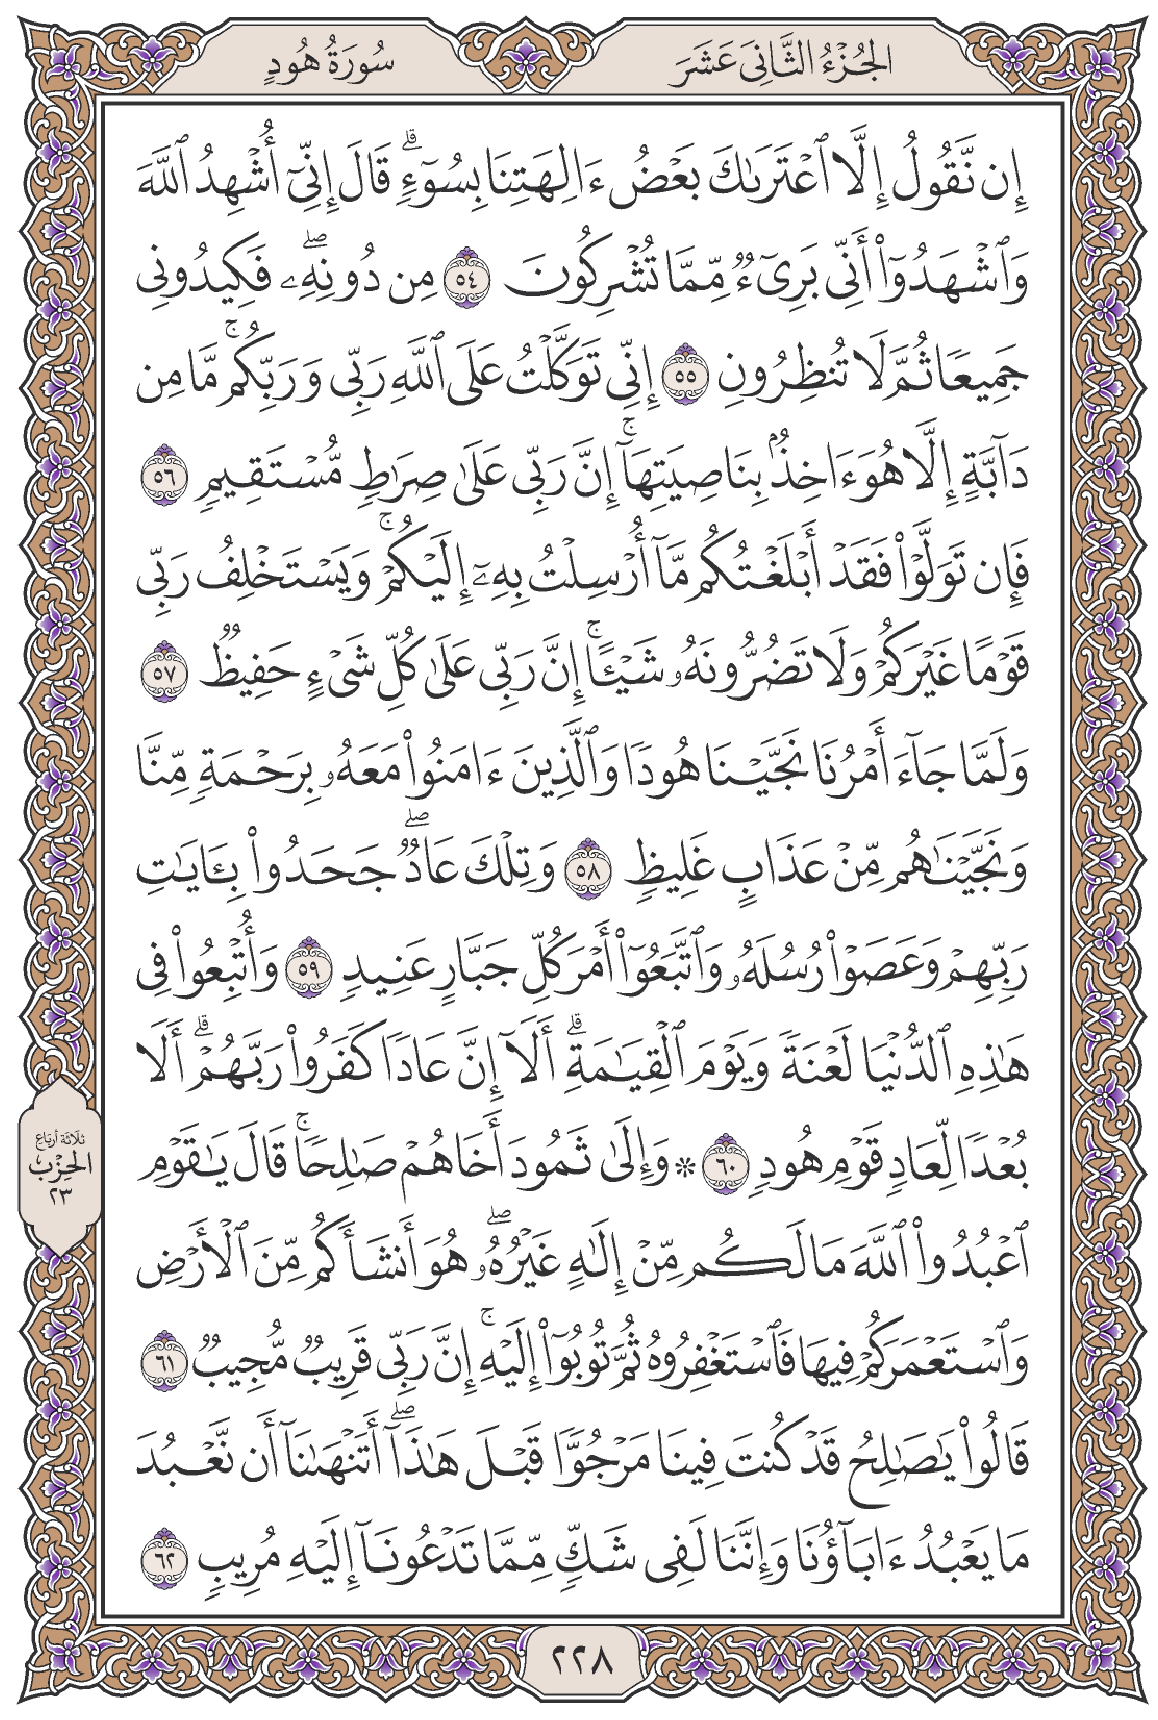 الجُزْءُ الثَّانِيَ عَشَرَ
سُورَةُ هُودٍ
إِن نَّقُولُ إِلَّا ٱعْتَرَىٰكَ بَعْضُ ءَالِهَتِنَا بِسُوٓءٍۗ قَالَ إِنِّىٓ أُشْهِدُ ٱللَّهَ
وَٱشْهَدُوٓا۟ أَنِّى بَرِىٓءٌ مِّمَّا تُشْرِكُونَ ٥٤ مِن دُونِهِۦۖ فَكِيدُونِى
جَمِيعًا ثُمَّ لَا تُنظِرُونِ ٥٥ إِنِّى تَوَكَّلْتُ عَلَى ٱللَّهِ رَبِّى وَرَبِّكُمۚ مَّا مِن
دَآبَّةٍ إِلَّا هُوَ ءَاخِذٌۢ بِنَاصِيَتِهَآۚ إِنَّ رَبِّى عَلَىٰ صِرَٰطٍ مُّسْتَقِيمٍ ٥٦
فَإِن تَوَلَّوْا۟ فَقَدْ أَبْلَغْتُكُم مَّآ أُرْسِلْتُ بِهِۦٓ إِلَيْكُمْۚ وَيَسْتَخْلِفُ رَبِّى
قَوْمًا غَيْرَكُمْ وَلَا تَضُرُّونَهُۥ شَيْـًٔاۚ إِنَّ رَبِّى عَلَىٰ كُلِّ شَىْءٍ حَفِيظٌ ٥٧
وَلَمَّا جَآءَ أَمْرُنَا نَجَّيْنَا هُودًا وَٱلَّذِينَ ءَامَنُوا۟ مَعَهُۥ بِرَحْمَةٍ مِّنَّا
وَنَجَّيْنَٰهُم مِّنْ عَذَابٍ غَلِيظٍ ٥٨ وَتِلْكَ عَادٌۖ جَحَدُوا۟ بِـَٔايَٰتِ
رَبِّهِمْ وَعَصَوْا۟ رُسُلَهُۥ وَٱتَّبَعُوٓا۟ أَمْرَ كُلِّ جَبَّارٍ عَنِيدٍ ٥٩ وَأُتْبِعُوا۟ فِى
هَٰذِهِ ٱلدُّنْيَا لَعْنَةً وَيَوْمَ ٱلْقِيَٰمَةِۗ أَلَآ إِنَّ عَادًا كَفَرُوا۟ رَبَّهُمْۗ أَلَا
بُعْدًا لِّعَادٍ قَوْمِ هُودٍ ٦٠ ۞ وَإِلَىٰ ثَمُودَ أَخَاهُمْ صَٰلِحًاۚ قَالَ يَٰقَوْمِ
ٱعْبُدُوا۟ ٱللَّهَ مَا لَكُم مِّنْ إِلَٰهٍ غَيْرُهُۥۖ هُوَ أَنشَأَكُم مِّنَ ٱلْأَرْضِ
وَٱسْتَعْمَرَكُمْ فِيهَا فَٱسْتَغْفِرُوهُ ثُمَّ تُوبُوٓا۟ إِلَيْهِۚ إِنَّ رَبِّى قَرِيبٌ مُّجِيبٌ ٦١
قَالُوا۟ يَٰصَٰلِحُ قَدْ كُنتَ فِينَا مَرْجُوًّا قَبْلَ هَٰذَآۖ أَتَنْهَىٰنَآ أَن نَّعْبُدَ
مَا يَعْبُدُ ءَابَآؤُنَا وَإِنَّنَا لَفِى شَكٍّ مِّمَّا تَدْعُونَآ إِلَيْهِ مُرِيبٍ ٦٢
ثلاثة أرباع
الحزب
٢٣
٢٢٨